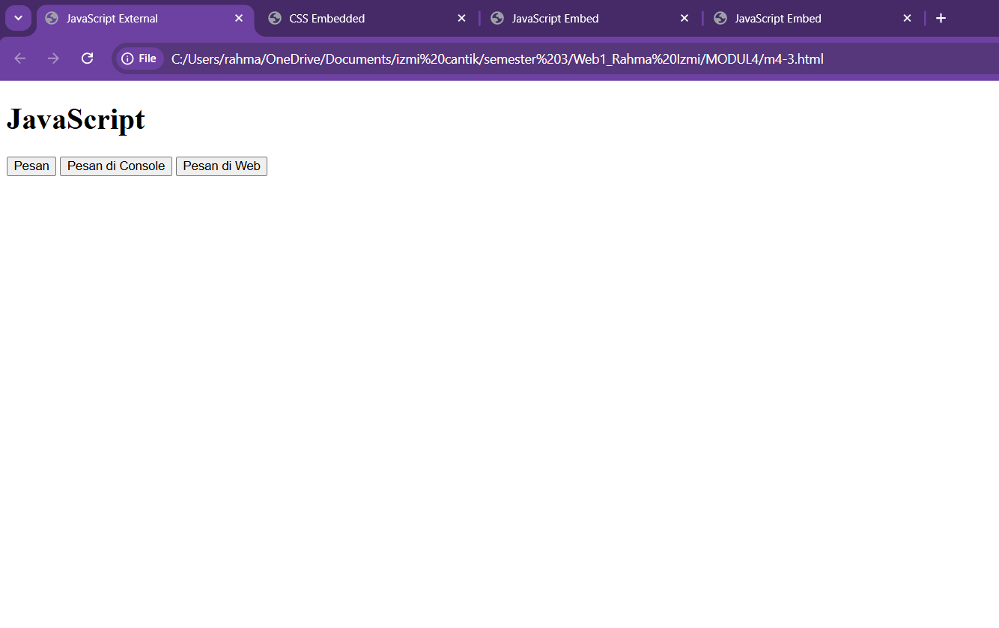 JavaScript External
CSS Embedded
JavaScript Embed
JavaScript Embed
File
C:/Users/rahma/OneDrive/Documents/izmi%20cantik/semester%203/Web1_Rahma%20Izmi/MODUL4/m4-3.html
JavaScript
Pesan
Pesan di Console
Pesan di Web